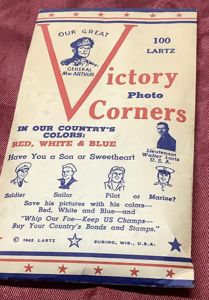 OUR GREAT
GENERAL
MacARTHUR
100
LARTZ
Victory
Photo
Corners
IN OUR COUNTRY'S
COLORS:
RED, WHITE & BLUE
Lieutenant
Walter Lartz
U.S.A.
Have You a Son or Sweetheart
Soldier Sailor Pilot or Marine?
Save his pictures with his colors—
Red, White and Blue—and
"Whip Our Foe—Keep US Champs—
Buy Your Country's Bonds and Stamps."
© 1942 LARTZ BURING, WIS., U.S.A.